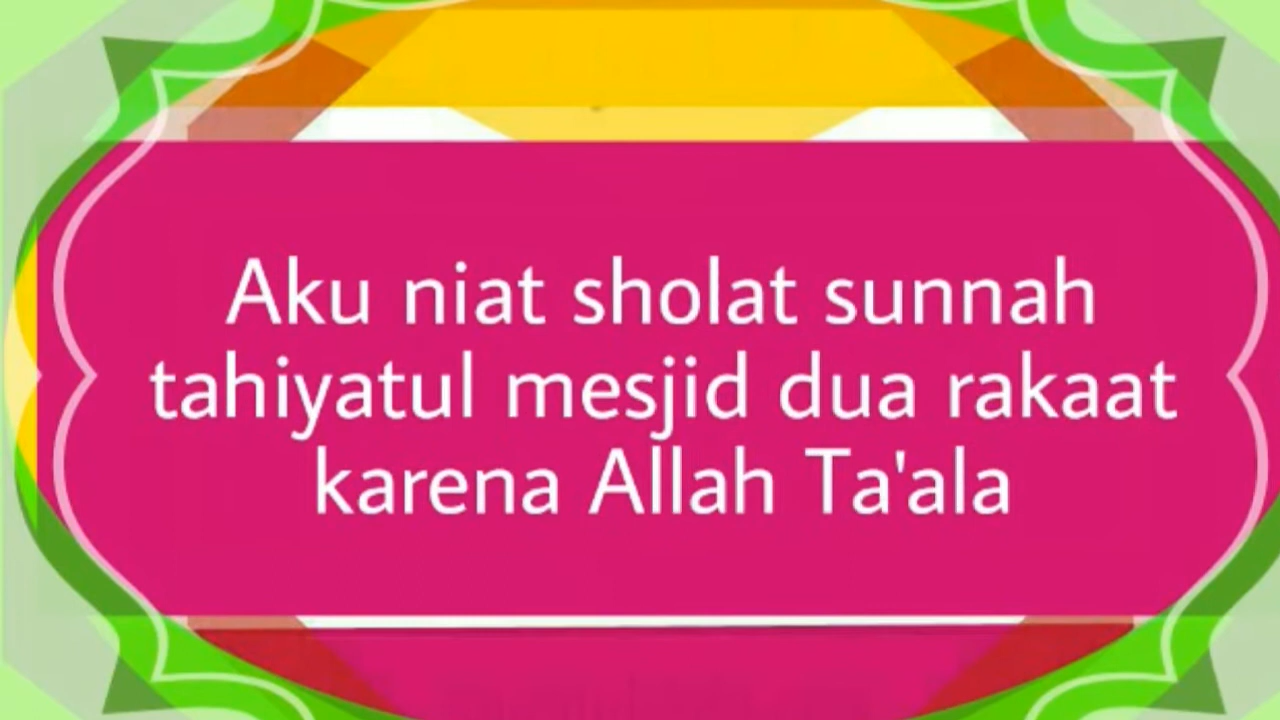 Aku niat sholat sunnah
tahiyatul mesjid dua rakaat
karena Allah Ta'ala